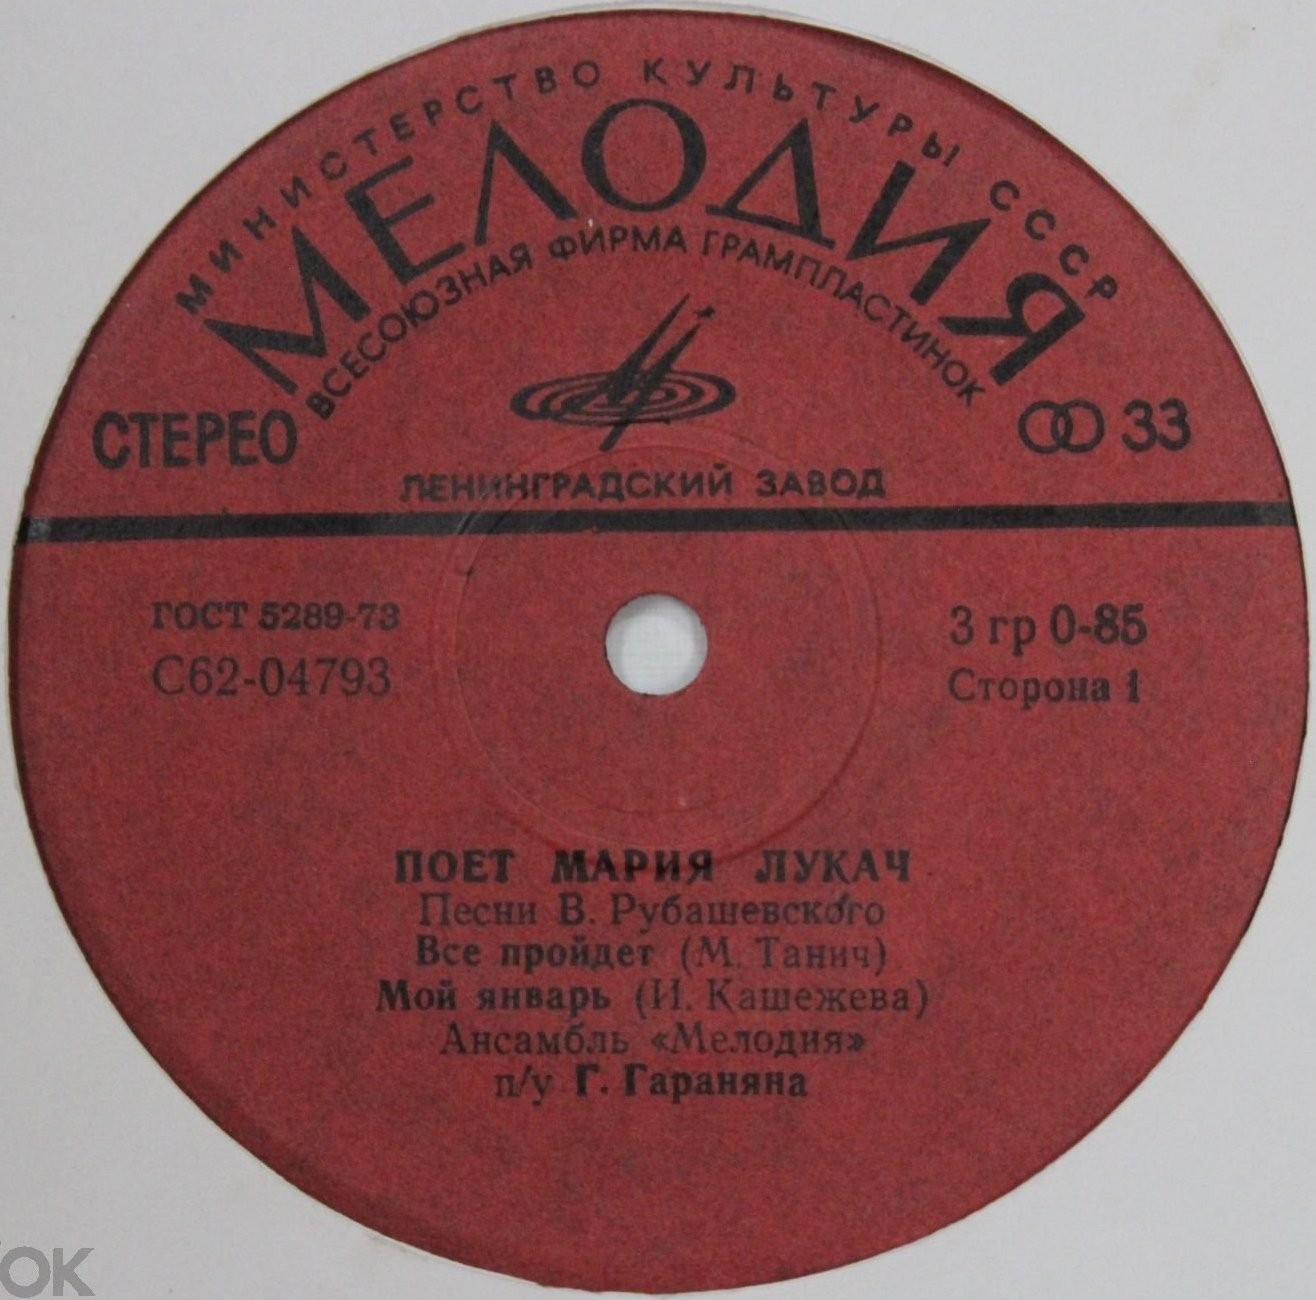 МИНИСТЕРСТВО КУЛЬТУРЫ СССР
МЕЛОДИЯ
ВСЕСОЮЗНАЯ ФИРМА ГРАМПЛАСТИНОК
СТЕРЕО
33
ЛЕНИНГРАДСКИЙ ЗАВОД
ГОСТ 5289-73
3 гр 0-85
С62-04793
Сторона 1
ПОЕТ МАРИЯ ЛУКАЧ
Песни В. Рубашевского
Все пройдет (М. Танич)
Мой январь (И. Кашежева)
Ансамбль «Мелодия»
п/у Г. Гараняна